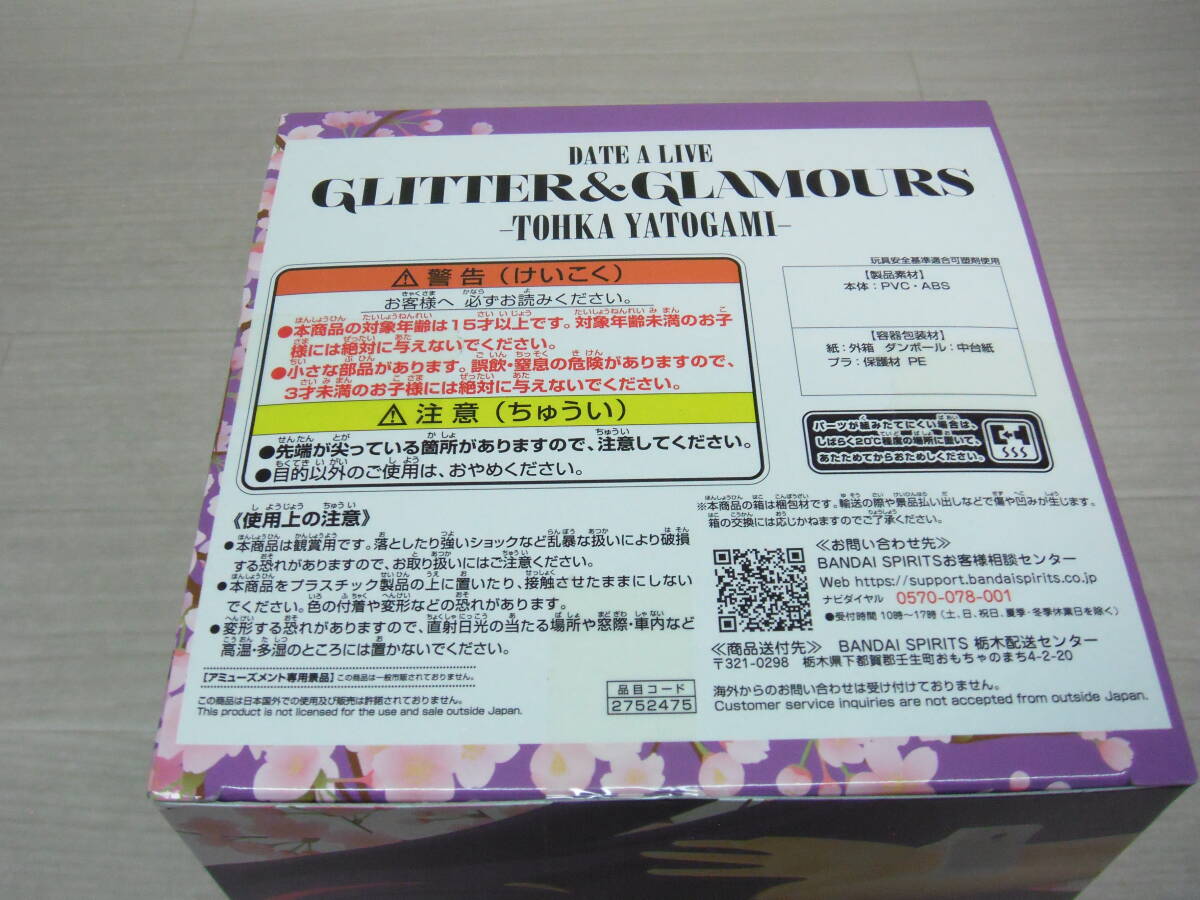 DATE A LIVE
GLITTER&GLAMOURS
-TOHKA YATOGAMI-
⚠警告（けいこく）
お客様へ 必ずお読みください。
●本商品の対象年齢は15才以上です。対象年齢未満のお子
様には絶対に与えないでください。
●小さな部品があります。誤飲・窒息の危険がありますので、
3才未満のお子様には絶対に与えないでください。
⚠注意（ちゅうい）
●先端が尖っている箇所がありますので、注意してください。
●目的以外のご使用は、おやめください。
玩具安全基準適合可塑剤使用
【製品素材】
本体：PVC・ABS
【容器包装材】
紙：外箱 ダンボール：中台紙
プラ：保護材 PE
パーツが組みたてにくい場合は、
しばらく20℃程度の場所に置いて、
あたためてからおためしください。
※本商品の箱は梱包材です。輸送の際や景品払い出しなどで傷や凹みが生じます。
箱の交換には応じかねますのでご了承ください。
《使用上の注意》
●本商品は観賞用です。落としたり強いショックなど乱暴な扱いにより破損
する恐れがありますので、お取り扱いにはご注意ください。
●本商品をプラスチック製品の上に置いたり、接触させたままにしない
でください。色の付着や変形などの恐れがあります。
●変形する恐れがありますので、直射日光の当たる場所や窓際・車内など
高温・多湿のところには置かないでください。
≪お問い合わせ先≫
BANDAI SPIRITSお客様相談センター
Web https://support.bandaispirits.co.jp
ナビダイヤル 0570-078-001
●受付時間 10時〜17時（土、日、祝日、夏季・冬季休業日を除く）
≪商品送付先≫ BANDAI SPIRITS 栃木配送センター
〒321-0298 栃木県下都賀郡壬生町おもちゃのまち4-2-20
【アミューズメント専用景品】この商品は一般市販されておりません。
この商品は日本国外での使用及び販売は許諾されておりません。
This product is not licensed for the use and sale outside Japan.
品目コード
2752475
海外からのお問い合わせは受け付けておりません。
Customer service inquiries are not accepted from outside Japan.